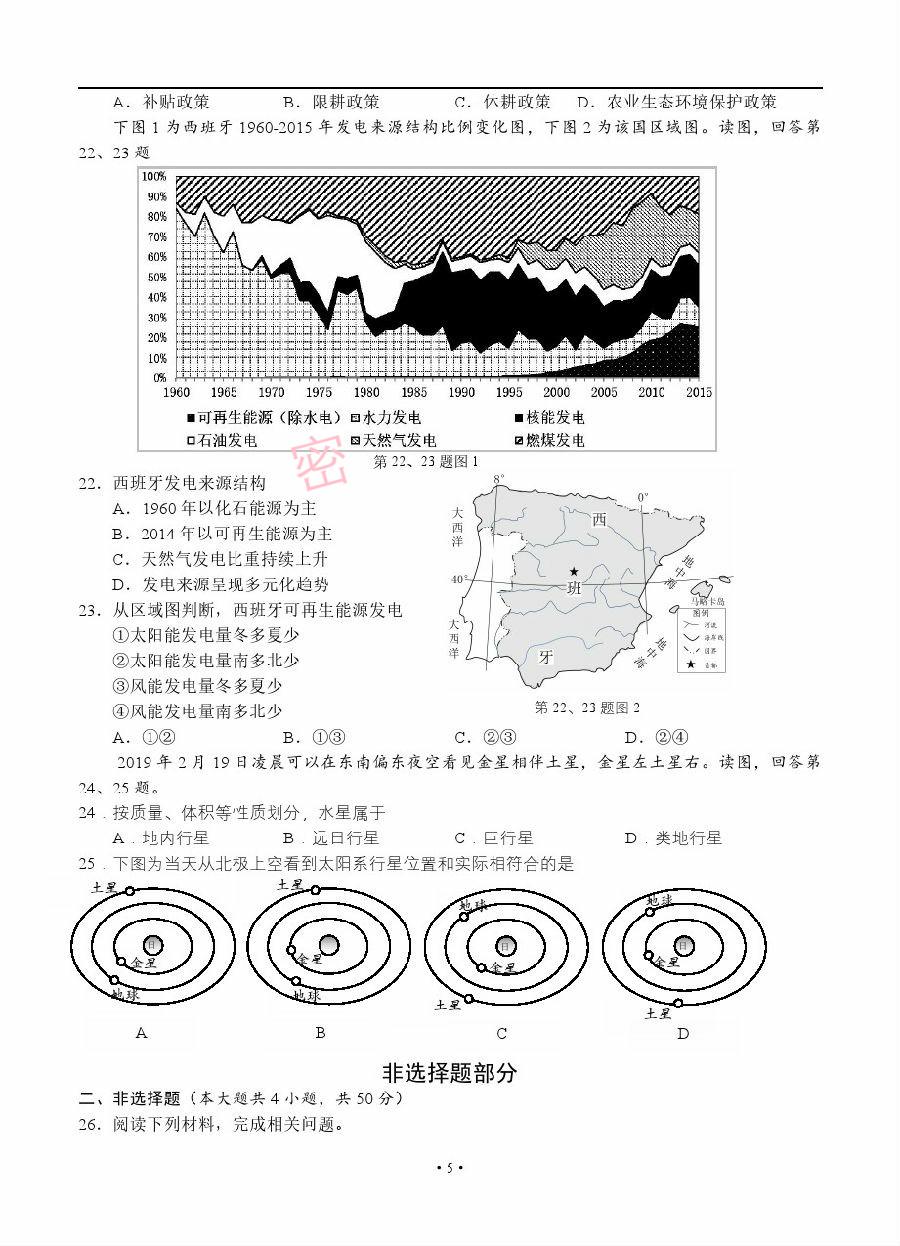 A．补贴政策 B．限耕政策 C．休耕政策 D．农业生态环境保护政策
下图 1 为西班牙 1960-2015 年发电来源结构比例变化图，下图 2 为该国区域图。读图，回答第
22、23 题
100%
90%
80%
70%
60%
50%
40%
30%
20%
10%
0%
1960 1965 1970 1975 1980 1985 1990 1995 2000 2005 2010 2015
■可再生能源（除水电） 水力发电 ■核能发电
□石油发电 天然气发电 燃煤发电
密
第 22、23 题图 1
22．西班牙发电来源结构
A．1960 年以化石能源为主
B．2014 年以可再生能源为主
C．天然气发电比重持续上升
D．发电来源呈现多元化趋势
23．从区域图判断，西班牙可再生能源发电
①太阳能发电量冬多夏少
②太阳能发电量南多北少
③风能发电量冬多夏少
④风能发电量南多北少
8°
0°
大西洋
西
地中海
40°
班
马略卡岛
图例
河流
海岸线
国界
★ 首都
大西洋
牙
地中海
第 22、23 题图 2
A．①② B．①③ C．②③ D．②④
2019 年 2 月 19 日凌晨可以在东南偏东夜空看见金星相伴土星，金星左土星右。读图，回答第
24、25 题。
24．按质量、体积等性质划分，水星属于
A．地内行星 B．远日行星 C．巨行星 D．类地行星
25．下图为当天从北极上空看到太阳系行星位置和实际相符合的是
土星 日 金星 地球
土星 金星 地球
地球 日 金星 土星
地球 日 金星 土星
A B C D
非选择题部分
二、非选择题（本大题共 4 小题，共 50 分）
26．阅读下列材料，完成相关问题。
·5·